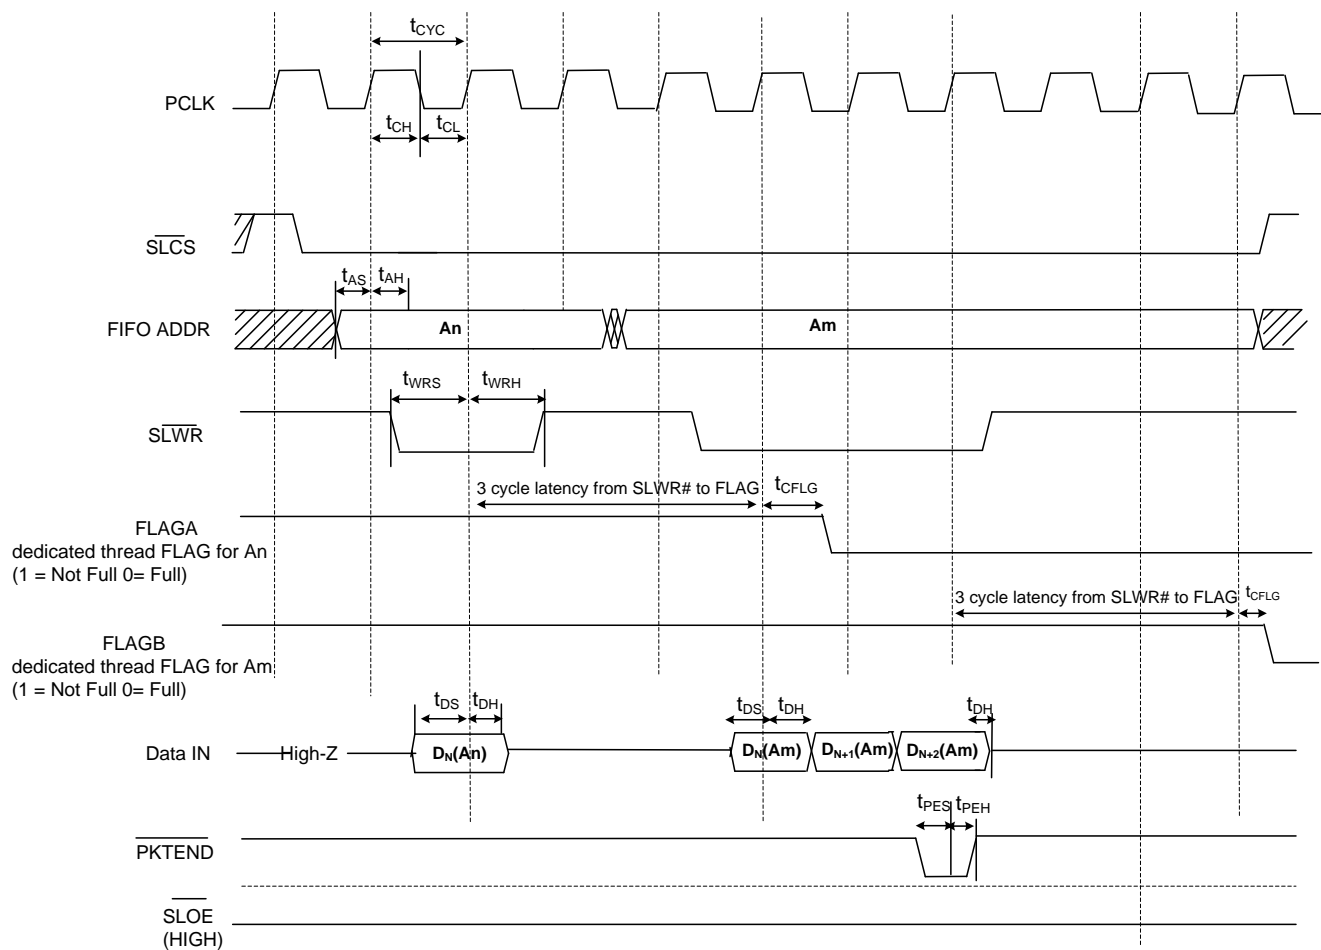 tCYC
PCLK
tCH
tCL
SLCS
tAS
tAH
FIFO ADDR
An
Am
tWRS
tWRH
SLWR
3 cycle latency from SLWR# to FLAG
tCFLG
FLAGA
dedicated thread FLAG for An
(1 = Not Full 0= Full)
3 cycle latency from SLWR# to FLAG
tCFLG
FLAGB
dedicated thread FLAG for Am
(1 = Not Full 0= Full)
tDS
tDH
tDS
tDH
tDH
Data IN
High-Z
DN(An)
DN(Am)
DN+1(Am)
DN+2(Am)
tPES
tPEH
PKTEND
SLOE
(HIGH)